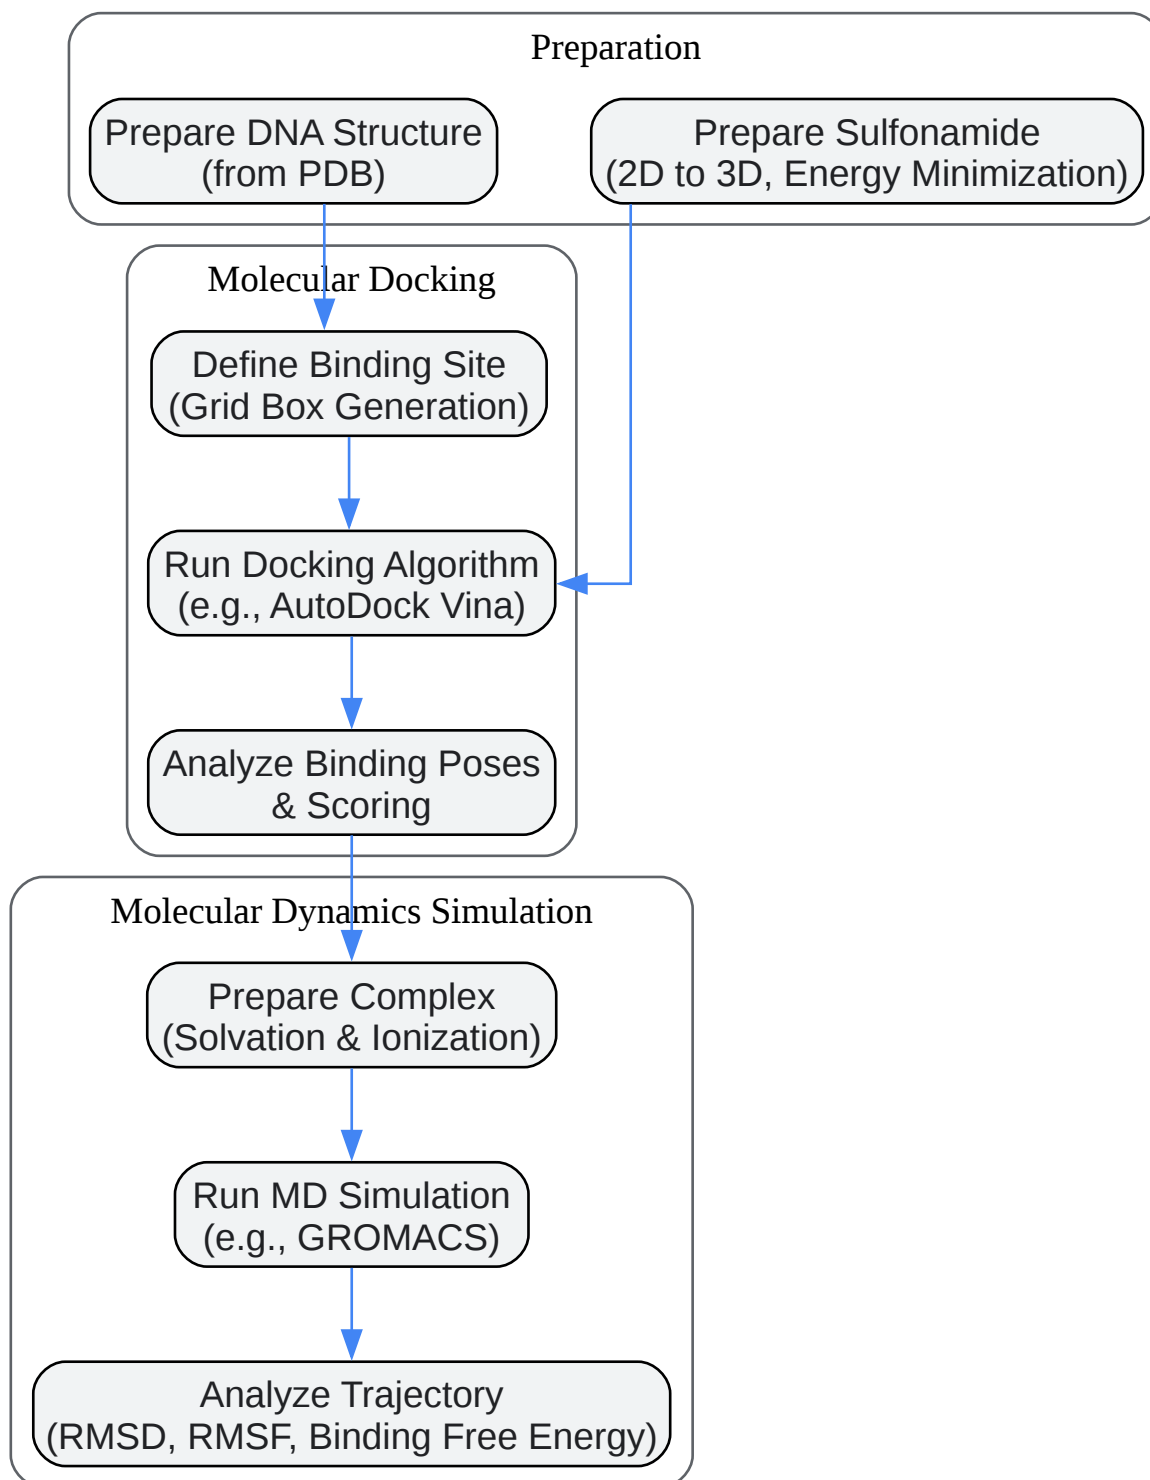 Preparation
Prepare DNA Structure
(from PDB)
Prepare Sulfonamide
(2D to 3D, Energy Minimization)
Molecular Docking
Define Binding Site
(Grid Box Generation)
Run Docking Algorithm
(e.g., AutoDock Vina)
Analyze Binding Poses
& Scoring
Molecular Dynamics Simulation
Prepare Complex
(Solvation & Ionization)
Run MD Simulation
(e.g., GROMACS)
Analyze Trajectory
(RMSD, RMSF, Binding Free Energy)